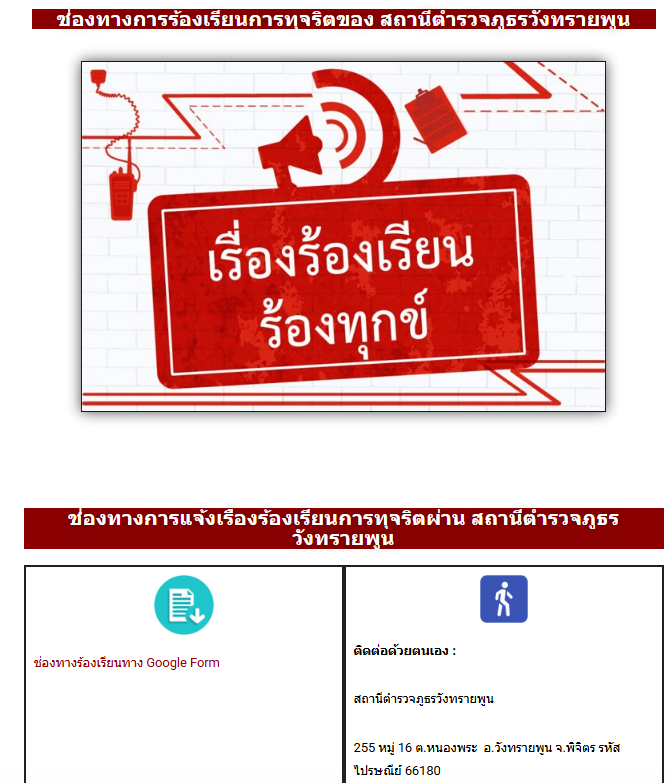 ช่องทางการร้องเรียนการทุจริตของ สถานีตำรวจภูธรวังทรายพูน
เรื่องร้องเรียน
ร้องทุกข์
ช่องทางการแจ้งเรื่องร้องเรียนการทุจริตผ่าน สถานีตำรวจภูธร
วังทรายพูน
ช่องทางร้องเรียนทาง Google Form
ติดต่อด้วยตนเอง :
สถานีตำรวจภูธรวังทรายพูน
255 หมู่ 16 ต.หนองพระ อ.วังทรายพูน จ.พิจิตร รหัส
ไปรษณีย์ 66180